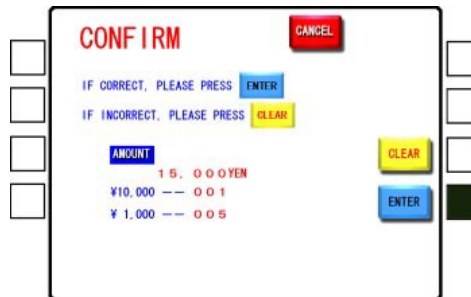 CONFIRM CANCEL
IF CORRECT, PLEASE PRESS ENTER
IF INCORRECT, PLEASE PRESS CLEAR
AMOUNT
CLEAR
15,000YEN
¥10,000 —— 001
ENTER
¥ 1,000 —— 005